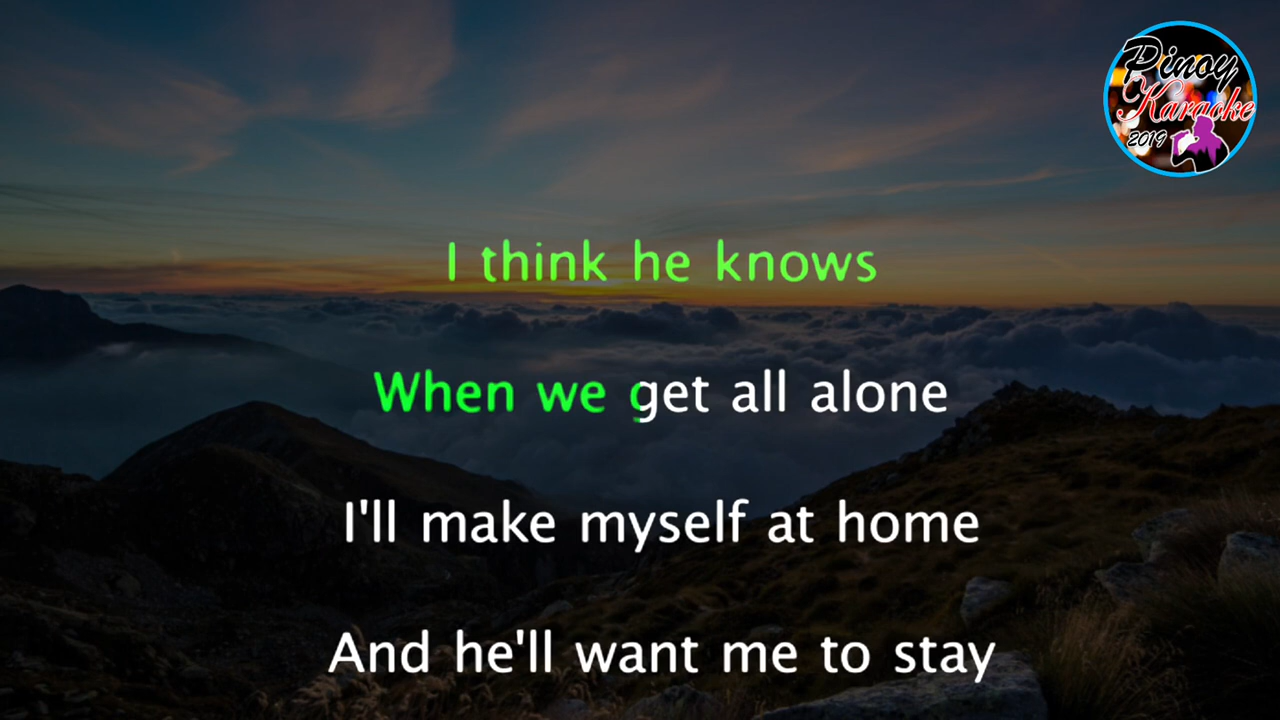 Pinoy
Karaoke
2019
I think he knows
When we get all alone
I'll make myself at home
And he'll want me to stay